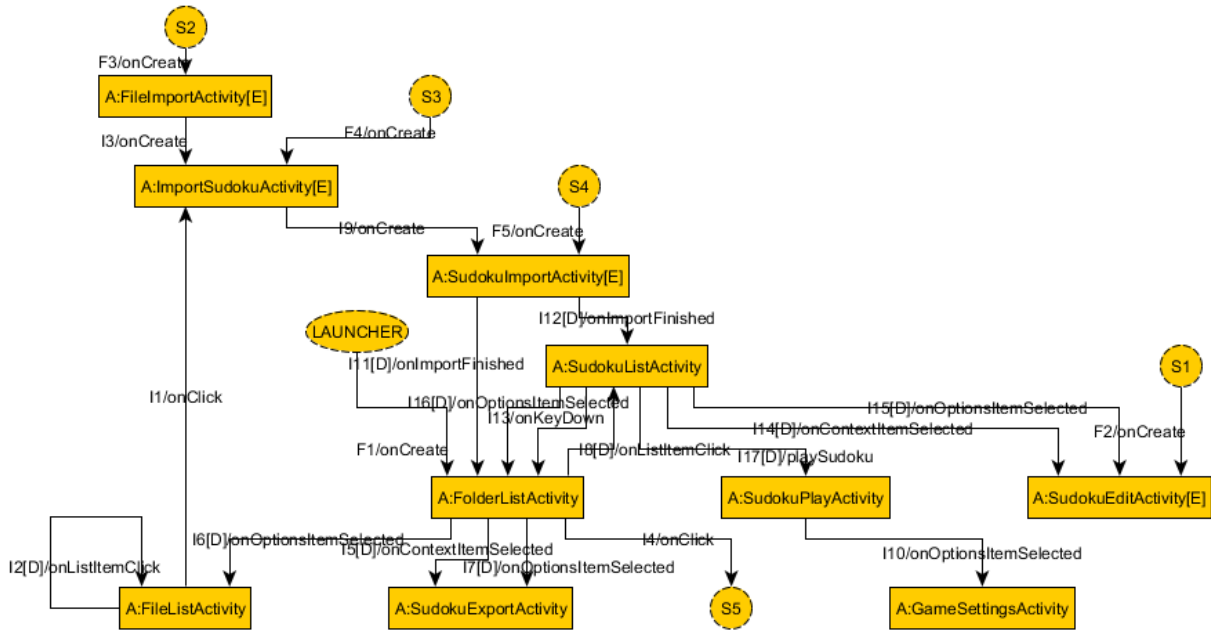 S2
F3/onCreate
A:FileImportActivity[E]
S3
I3/onCreate
F4/onCreate
A:ImportSudokuActivity[E]
S4
I9/onCreate
F5/onCreate
A:SudokuImportActivity[E]
LAUNCHER
I12[D]/onImportFinished
I11[D]/onImportFinished
A:SudokuListActivity
S1
I1/onClick
I16[D]/onOptionsItemSelected
I15[D]/onOptionsItemSelected
I13/onKeyDown
I14[D]/onContextItemSelected
F2/onCreate
F1/onCreate
I8[D]/onListItemClick
I17[D]/playSudoku
A:FolderListActivity
A:SudokuPlayActivity
A:SudokuEditActivity[E]
I6[D]/onOptionsItemSelected
I5[D]/onContextItemSelected
I4/onClick
I10/onOptionsItemSelected
I2[D]/onListItemClick
I7[D]/onOptionsItemSelected
A:FileListActivity
A:SudokuExportActivity
S5
A:GameSettingsActivity